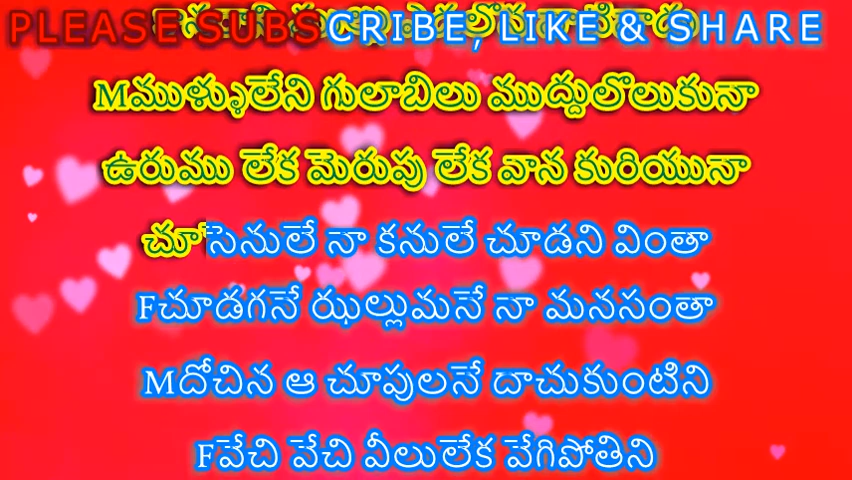 PLEASE SUBSCRIBE, LIKE & SHARE
Mముళ్ళులేని గులాబిలు ముద్దులొలుకునా
ఉరుము లేక మెరుపు లేక వాన కురియునా
చూసెనులే నా కనులే చూడని వింతా
Fచూడగనే ఝల్లుమనే నా మనసంతా
Mదోచిన ఆ చూపులనే దాచుకుంటిని
Fవేచి వేచి వీలులేక వేగిపోతిని